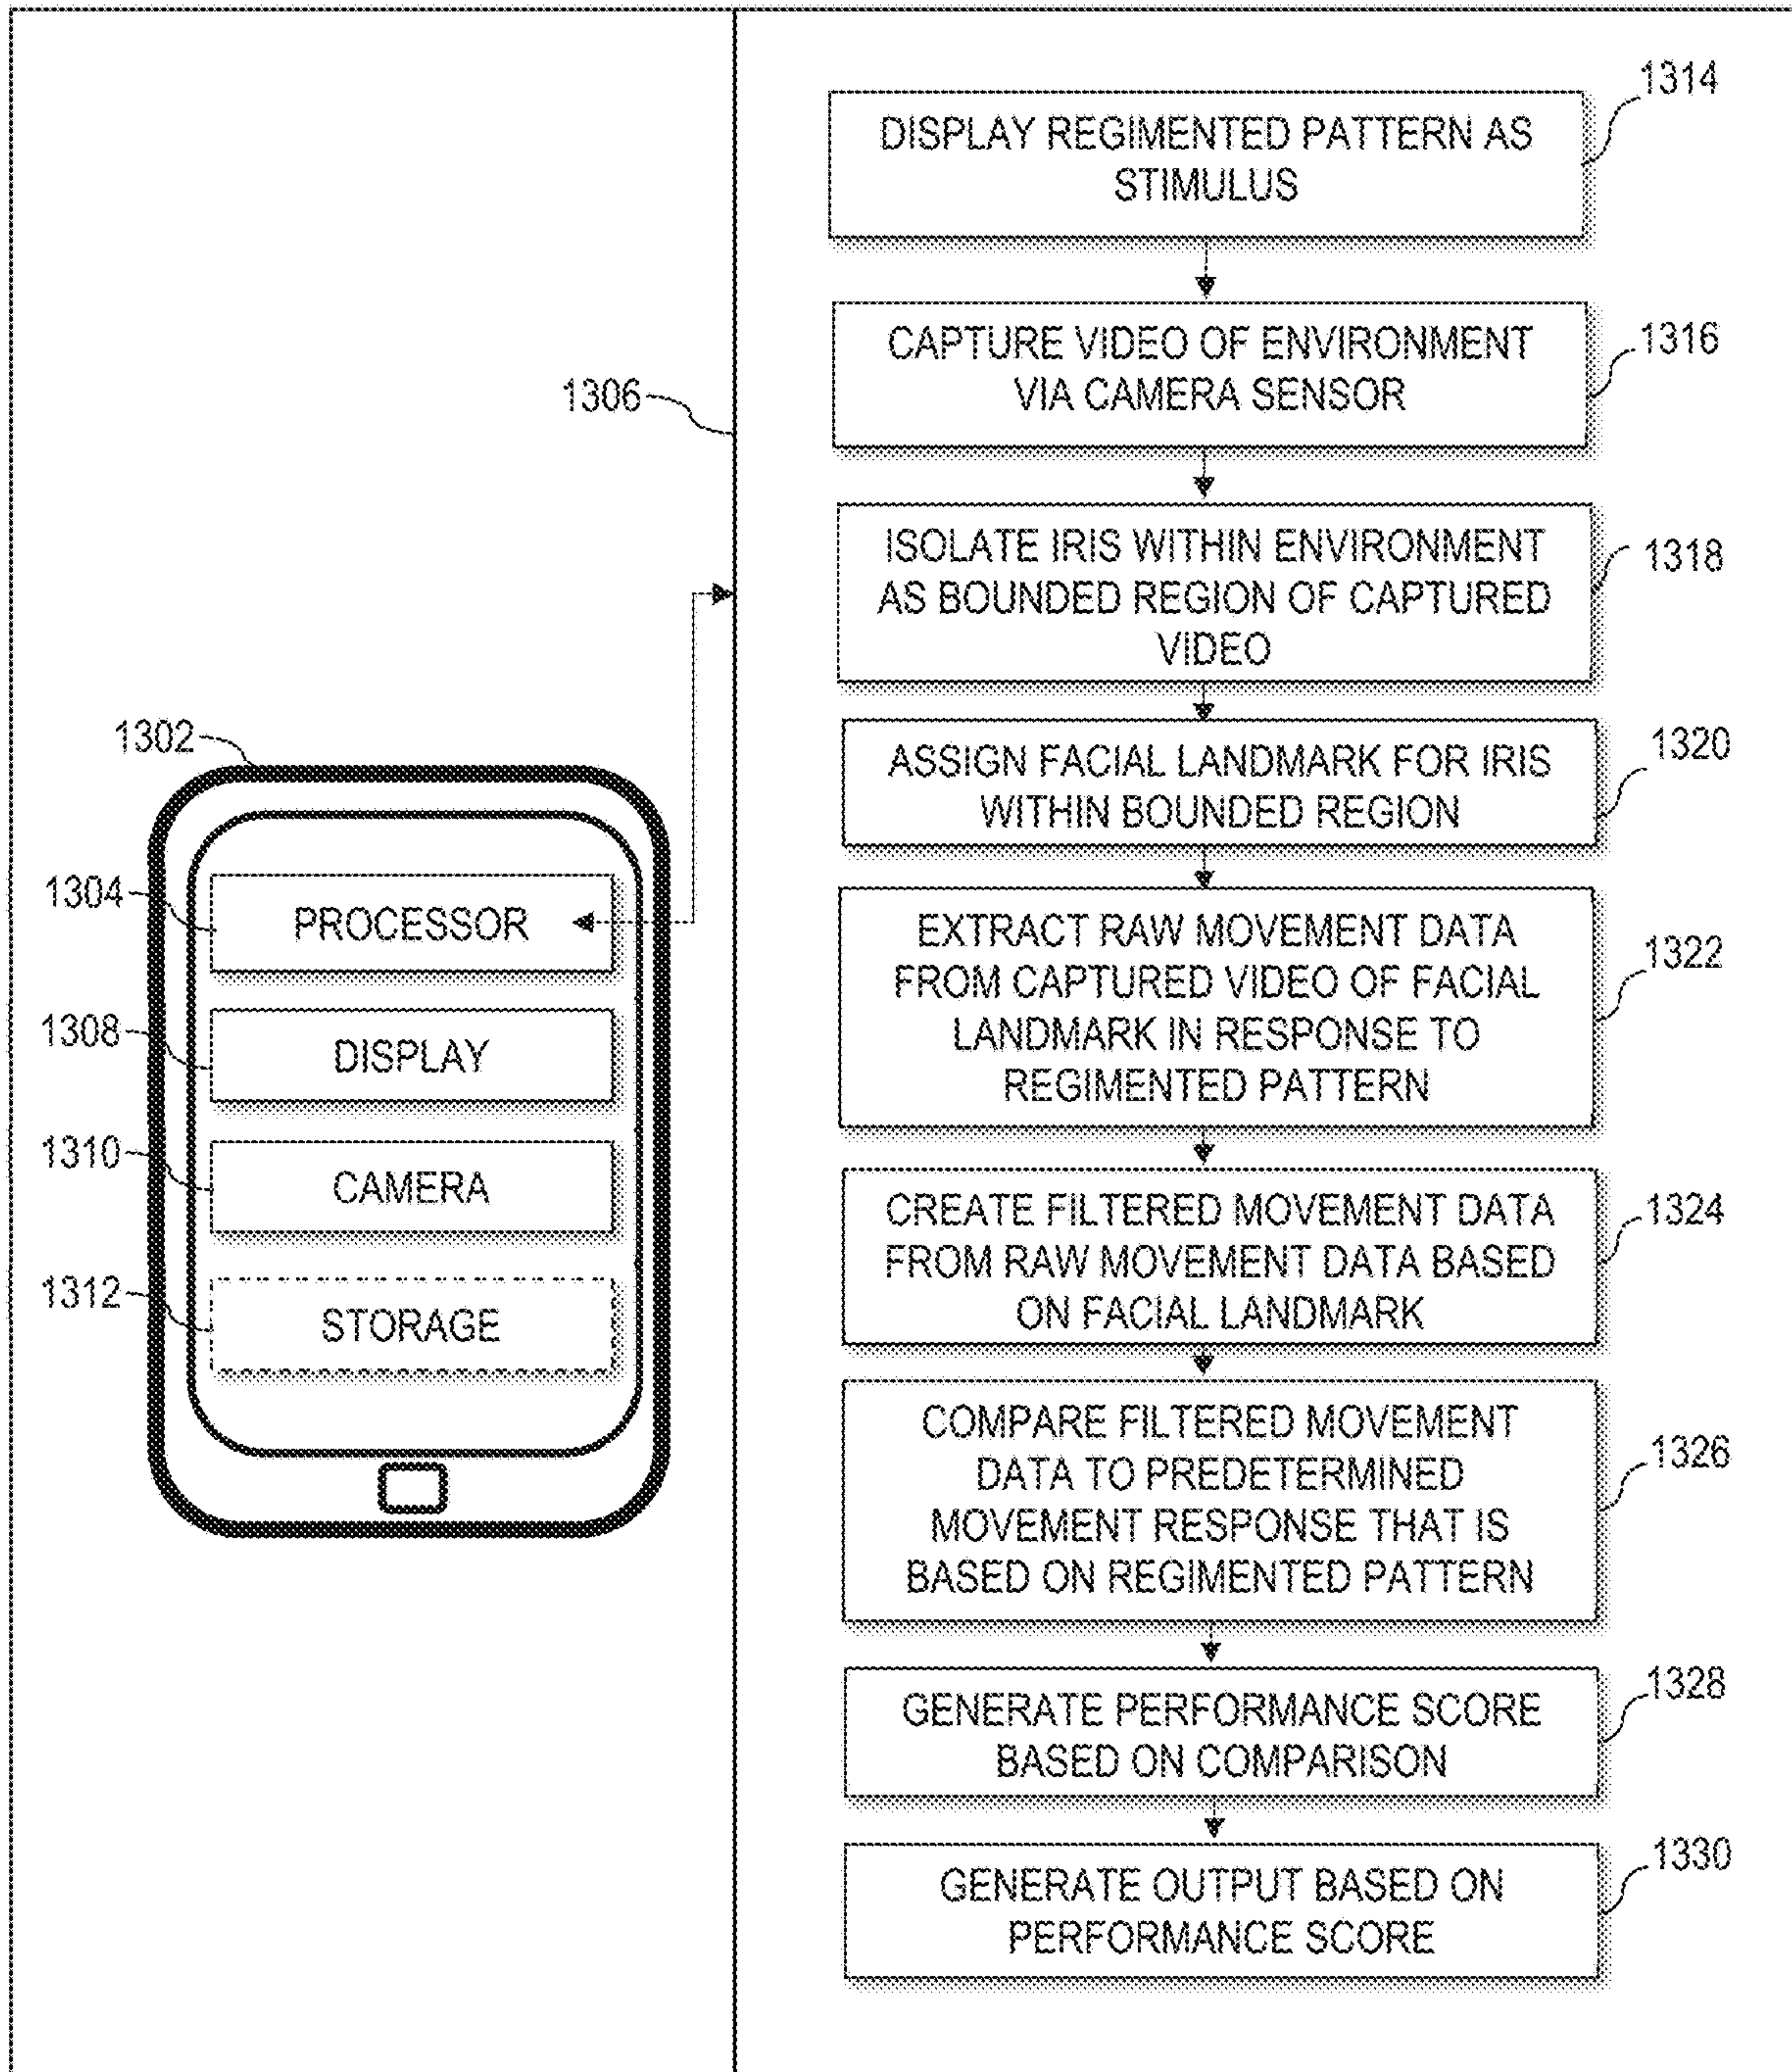 1306
1302
1304
PROCESSOR
1308
DISPLAY
1310
CAMERA
1312
STORAGE
1314
DISPLAY REGIMENTED PATTERN AS
STIMULUS
1316
CAPTURE VIDEO OF ENVIRONMENT
VIA CAMERA SENSOR
1318
ISOLATE IRIS WITHIN ENVIRONMENT
AS BOUNDED REGION OF CAPTURED
VIDEO
1320
ASSIGN FACIAL LANDMARK FOR IRIS
WITHIN BOUNDED REGION
1322
EXTRACT RAW MOVEMENT DATA
FROM CAPTURED VIDEO OF FACIAL
LANDMARK IN RESPONSE TO
REGIMENTED PATTERN
1324
CREATE FILTERED MOVEMENT DATA
FROM RAW MOVEMENT DATA BASED
ON FACIAL LANDMARK
1326
COMPARE FILTERED MOVEMENT
DATA TO PREDETERMINED
MOVEMENT RESPONSE THAT IS
BASED ON REGIMENTED PATTERN
1328
GENERATE PERFORMANCE SCORE
BASED ON COMPARISON
1330
GENERATE OUTPUT BASED ON
PERFORMANCE SCORE